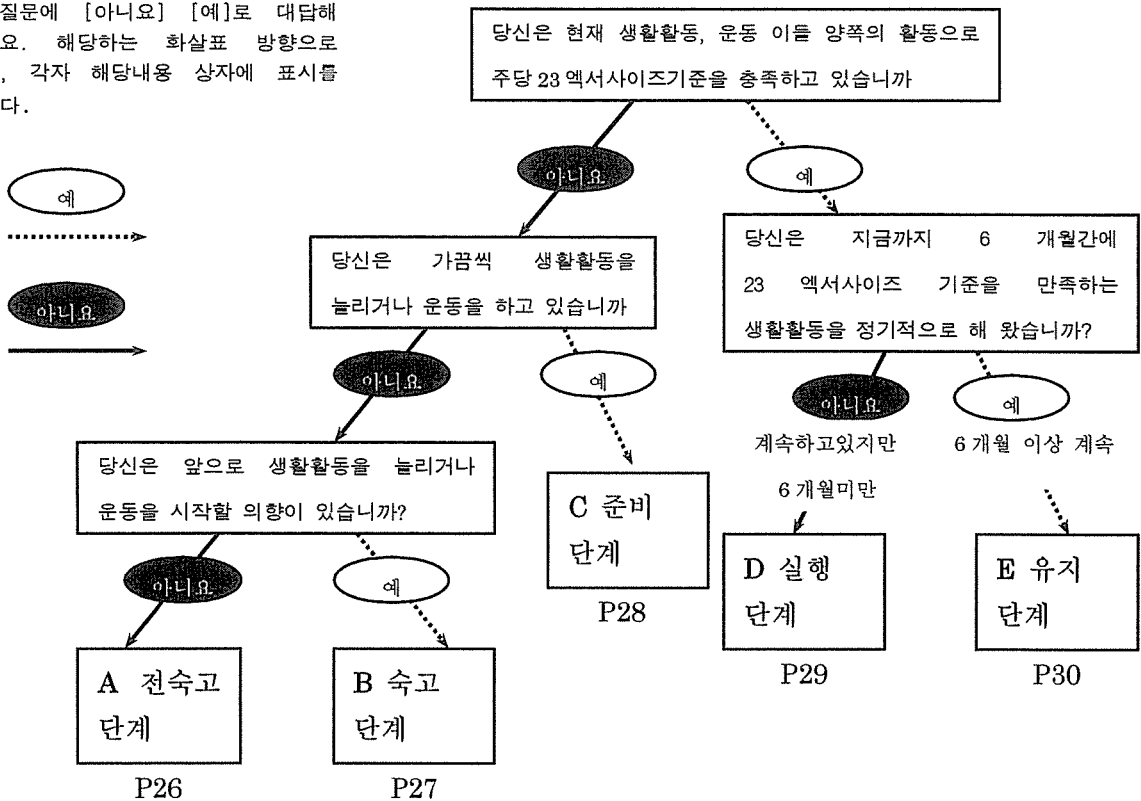 질문에 [아니요] [예]로 대답해
요. 해당하는 화살표 방향으로
, 각자 해당내용 상자에 표시를
다.
예
아니요
당신은 현재 생활활동, 운동 이들 양쪽의 활동으로
주당 23 엑서사이즈기준을 충족하고 있습니까
아니요
예
당신은 가끔씩 생활활동을
늘리거나 운동을 하고 있습니까
당신은 지금까지 6 개월간에
23 엑서사이즈 기준을 만족하는
생활활동을 정기적으로 해 왔습니까?
아니요
예
아니요
예
계속하고있지만
6 개월미만
6 개월 이상 계속
당신은 앞으로 생활활동을 늘리거나
운동을 시작할 의향이 있습니까?
아니요
예
C 준비
단계
P28
D 실행
단계
P29
E 유지
단계
P30
A 전숙고
단계
P26
B 숙고
단계
P27